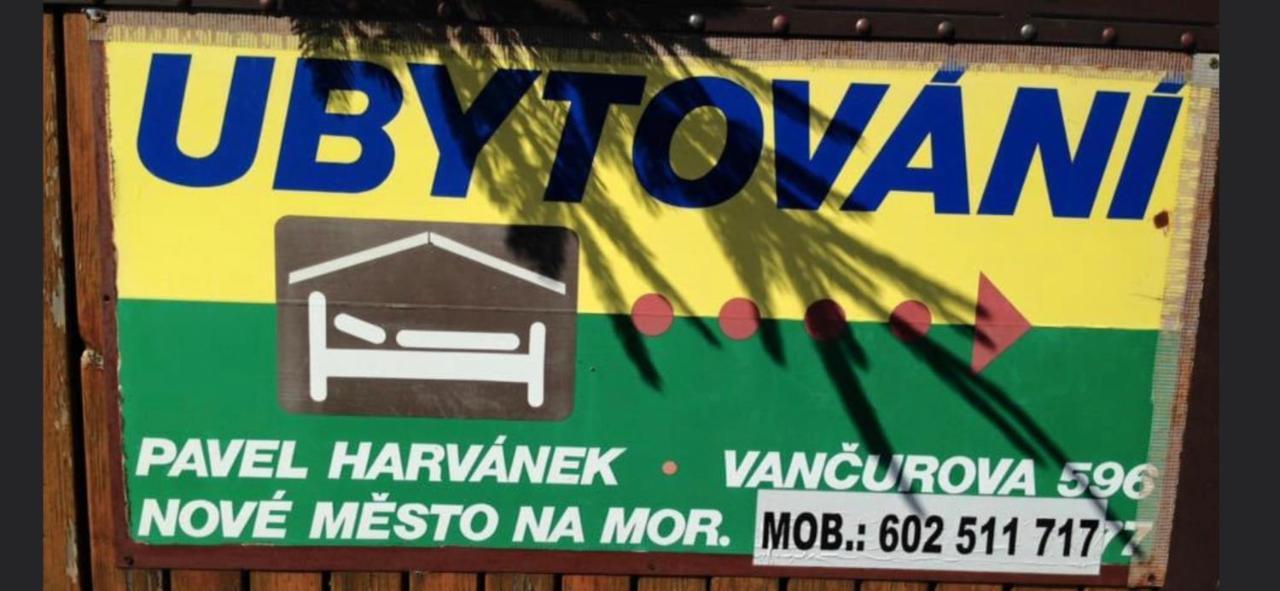 UBYTOVÁNÍ
PAVEL HARVÁNEK • VANČUROVA 596
NOVÉ MĚSTO NA MOR. MOB.: 602 511 717